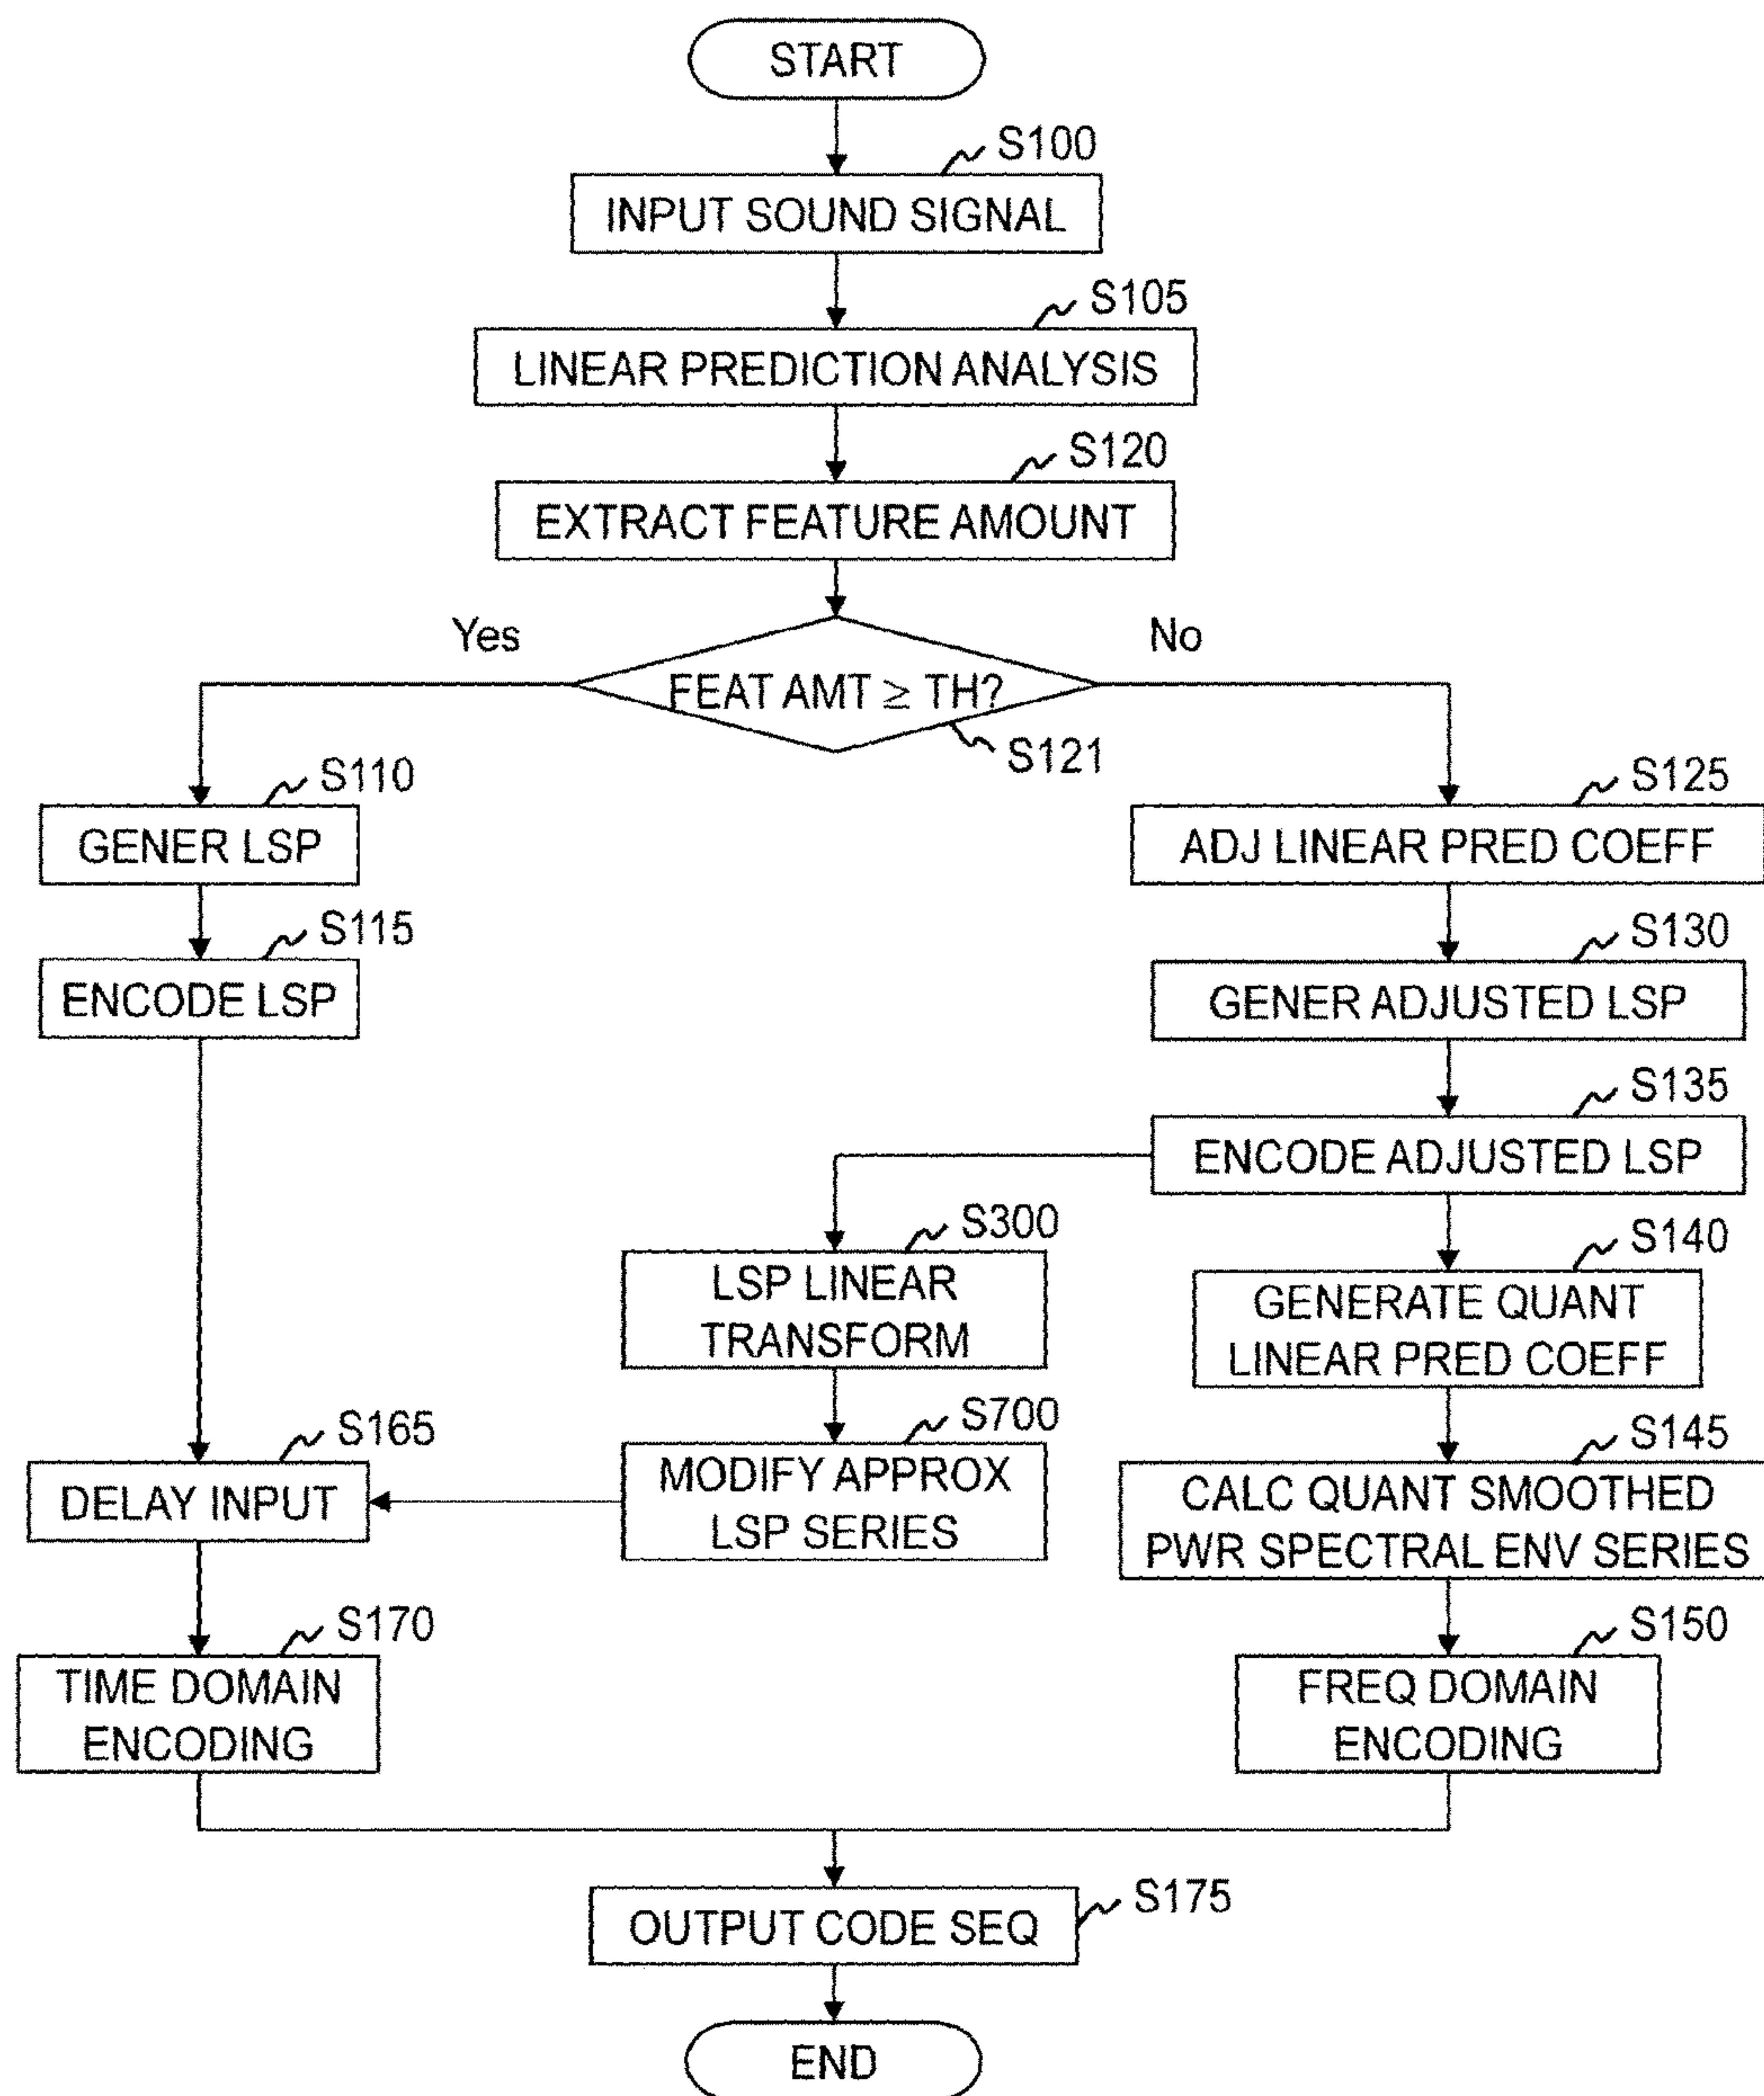 START
S100
INPUT SOUND SIGNAL
S105
LINEAR PREDICTION ANALYSIS
S120
EXTRACT FEATURE AMOUNT
Yes
No
FEAT AMT ≥ TH?
S121
S110
GENER LSP
S115
ENCODE LSP
S125
ADJ LINEAR PRED COEFF
S130
GENER ADJUSTED LSP
S135
ENCODE ADJUSTED LSP
S300
LSP LINEAR
TRANSFORM
S140
GENERATE QUANT
LINEAR PRED COEFF
S700
MODIFY APPROX
LSP SERIES
S165
DELAY INPUT
S145
CALC QUANT SMOOTHED
PWR SPECTRAL ENV SERIES
S170
TIME DOMAIN
ENCODING
S150
FREQ DOMAIN
ENCODING
S175
OUTPUT CODE SEQ
END